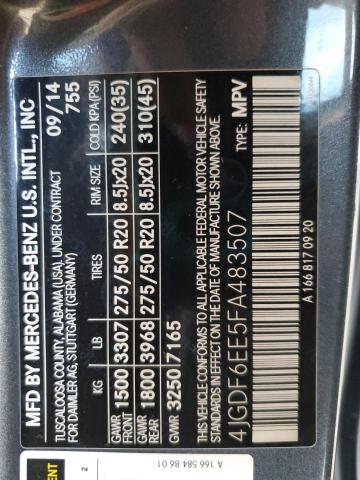 MFD BY MERCEDES-BENZ U.S. INTL., INC
TUSCALOOSA COUNTY, ALABAMA (USA), UNDER CONTRACT 09/14
FOR DAIMLER AG, STUTTGART (GERMANY) 755
KG LB TIRES RIM SIZE COLD KPA(PSI)
GAWR FRONT 1500 3307 275/50 R20 8.5Jx20 240(35)
GAWR REAR 1800 3968 275/50 R20 8.5Jx20 310(45)
GWR 3250 7165
THIS VEHICLE CONFORMS TO ALL APPLICABLE FEDERAL MOTOR VEHICLE SAFETY
STANDARDS IN EFFECT ON THE DATE OF MANUFACTURE SHOWN ABOVE.
4JGDF6EE5FA483507 TYPE: MPV
A 166 817 09 20
A 166 584 86 01
2